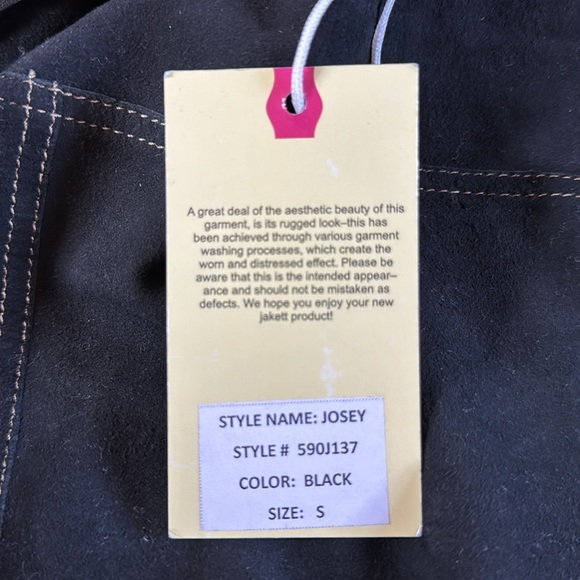 A great deal of the aesthetic beauty of this
garment, is its rugged look–this has
been achieved through various garment
washing processes, which create the
worn and distressed effect. Please be
aware that this is the intended appear–
ance and should not be mistaken as
defects. We hope you enjoy your new
jakett product!
STYLE NAME: JOSEY
STYLE # 590J137
COLOR: BLACK
SIZE: S